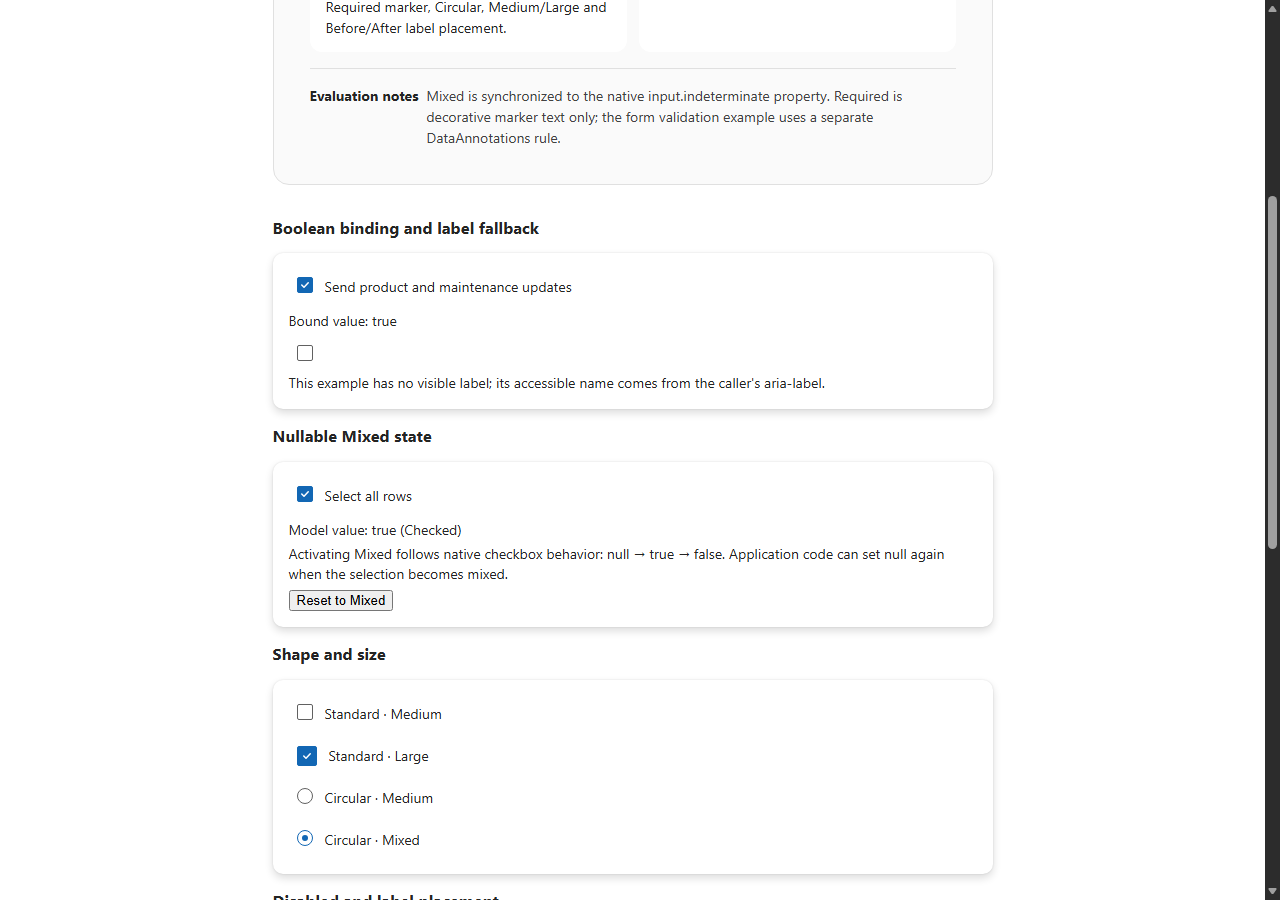 Required marker, Circular, Medium/Large and
Before/After label placement.
Evaluation notes Mixed is synchronized to the native input.indeterminate property. Required is
decorative marker text only; the form validation example uses a separate
DataAnnotations rule.
Boolean binding and label fallback
Send product and maintenance updates
Bound value: true
This example has no visible label; its accessible name comes from the caller's aria-label.
Nullable Mixed state
Select all rows
Model value: true (Checked)
Activating Mixed follows native checkbox behavior: null → true → false. Application code can set null again
when the selection becomes mixed.
Reset to Mixed
Shape and size
Standard · Medium
Standard · Large
Circular · Medium
Circular · Mixed
Disabled and label placement